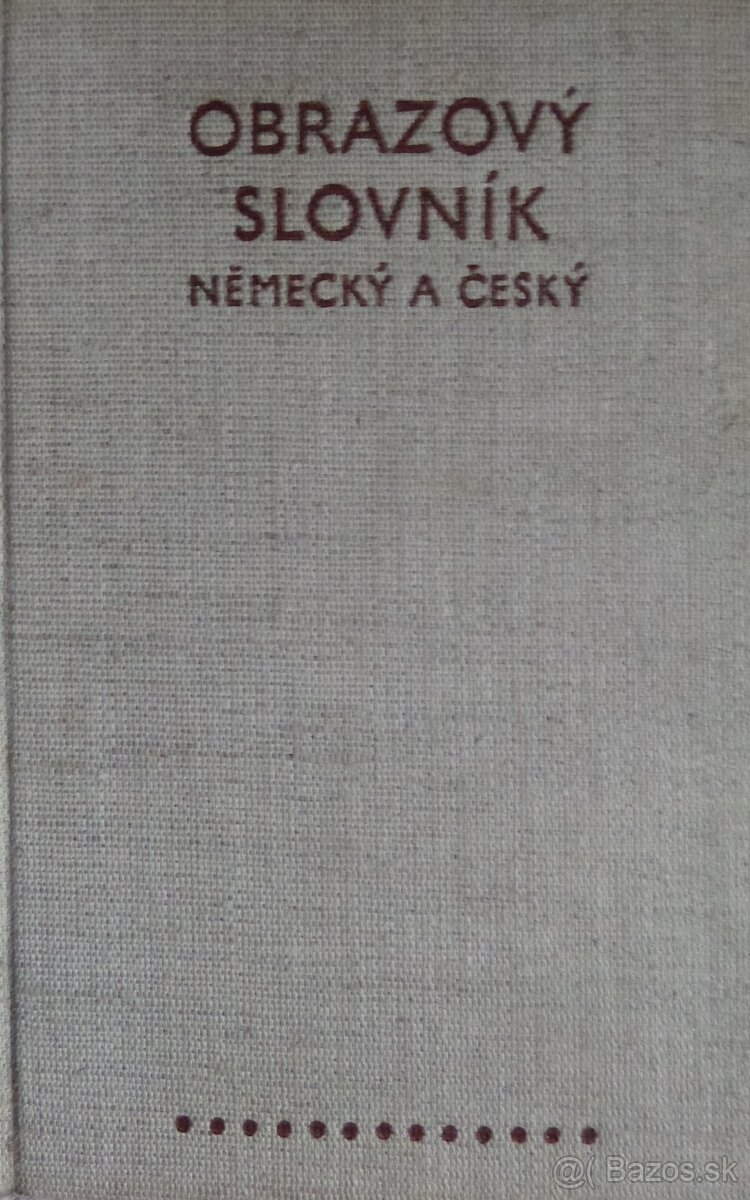 OBRAZOVÝ
SLOVNÍK
NĚMECKÝ A ČESKÝ
@( Bazos.sk